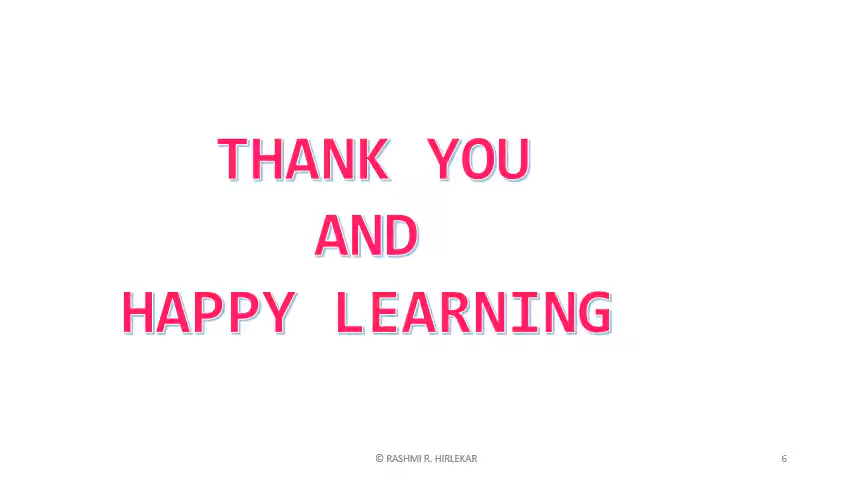 THANK YOU
AND
HAPPY LEARNING
© RASHMI R. HIRLEKAR
6